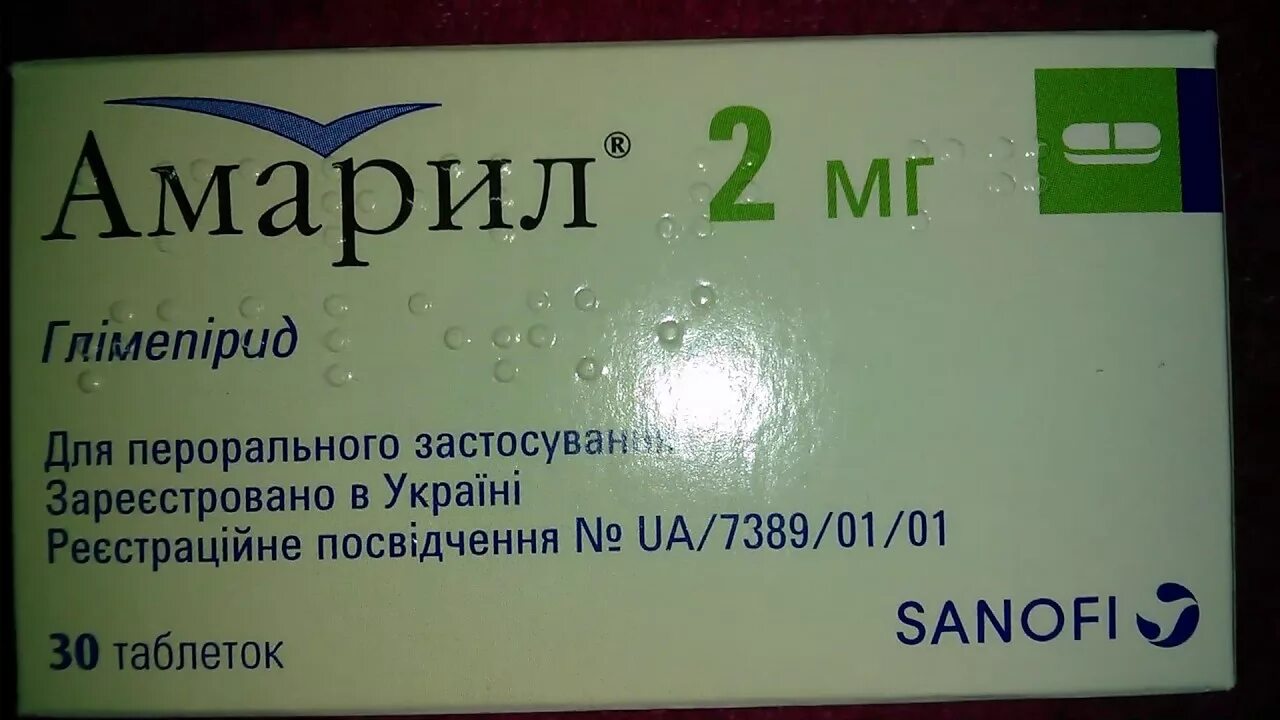 Амарил® 2 мг
Глімепірид
Для перорального застосування
Зареєстровано в Україні
Реєстраційне посвідчення № UA/7389/01/01
SANOFI
30 таблеток